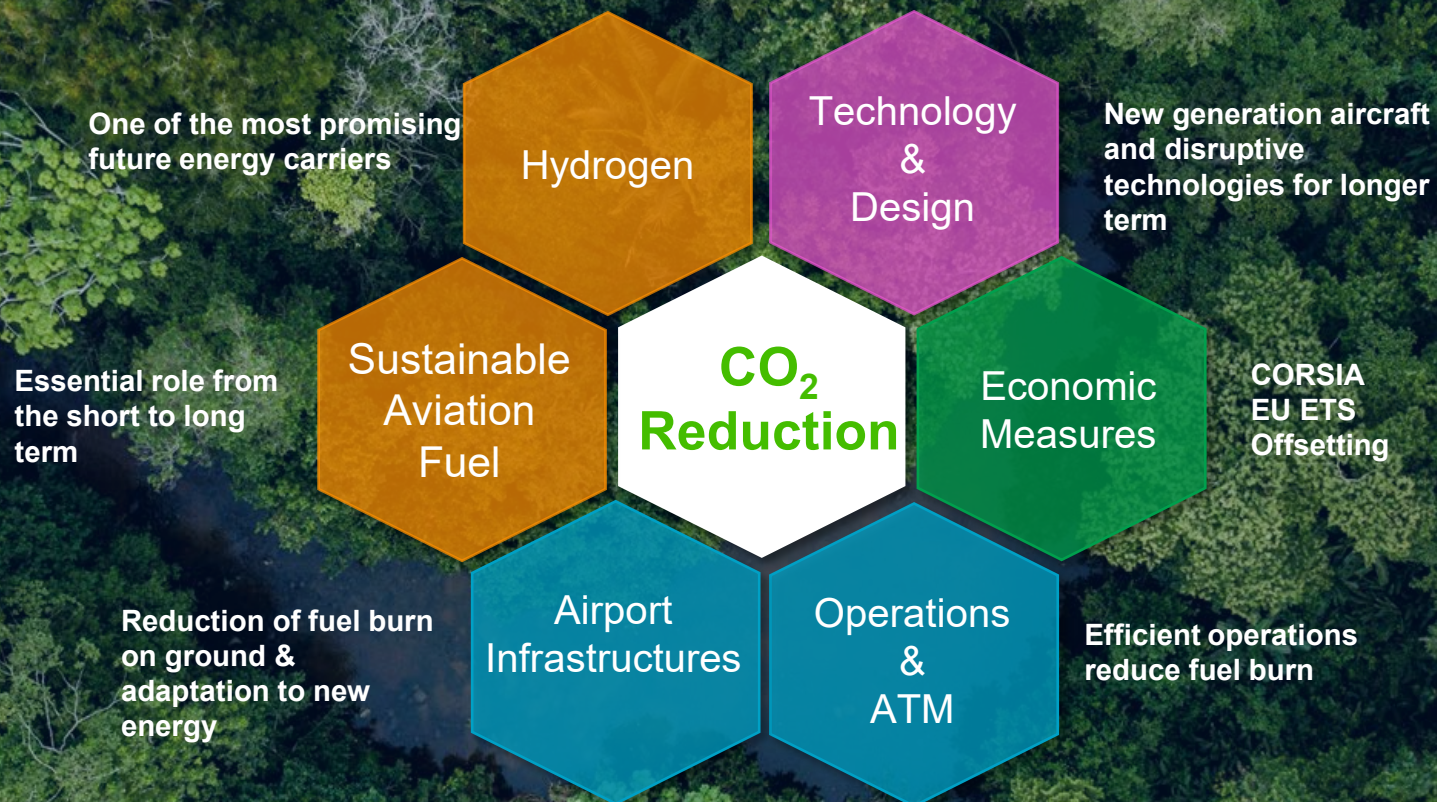 One of the most promising
future energy carriers
Hydrogen
Technology
&
Design
New generation aircraft
and disruptive
technologies for longer
term
Essential role from
the short to long
term
Sustainable
Aviation
Fuel
CO₂
Reduction
Economic
Measures
CORSIA
EU ETS
Offsetting
Reduction of fuel burn
on ground &
adaptation to new
energy
Airport
Infrastructures
Operations
&
ATM
Efficient operations
reduce fuel burn